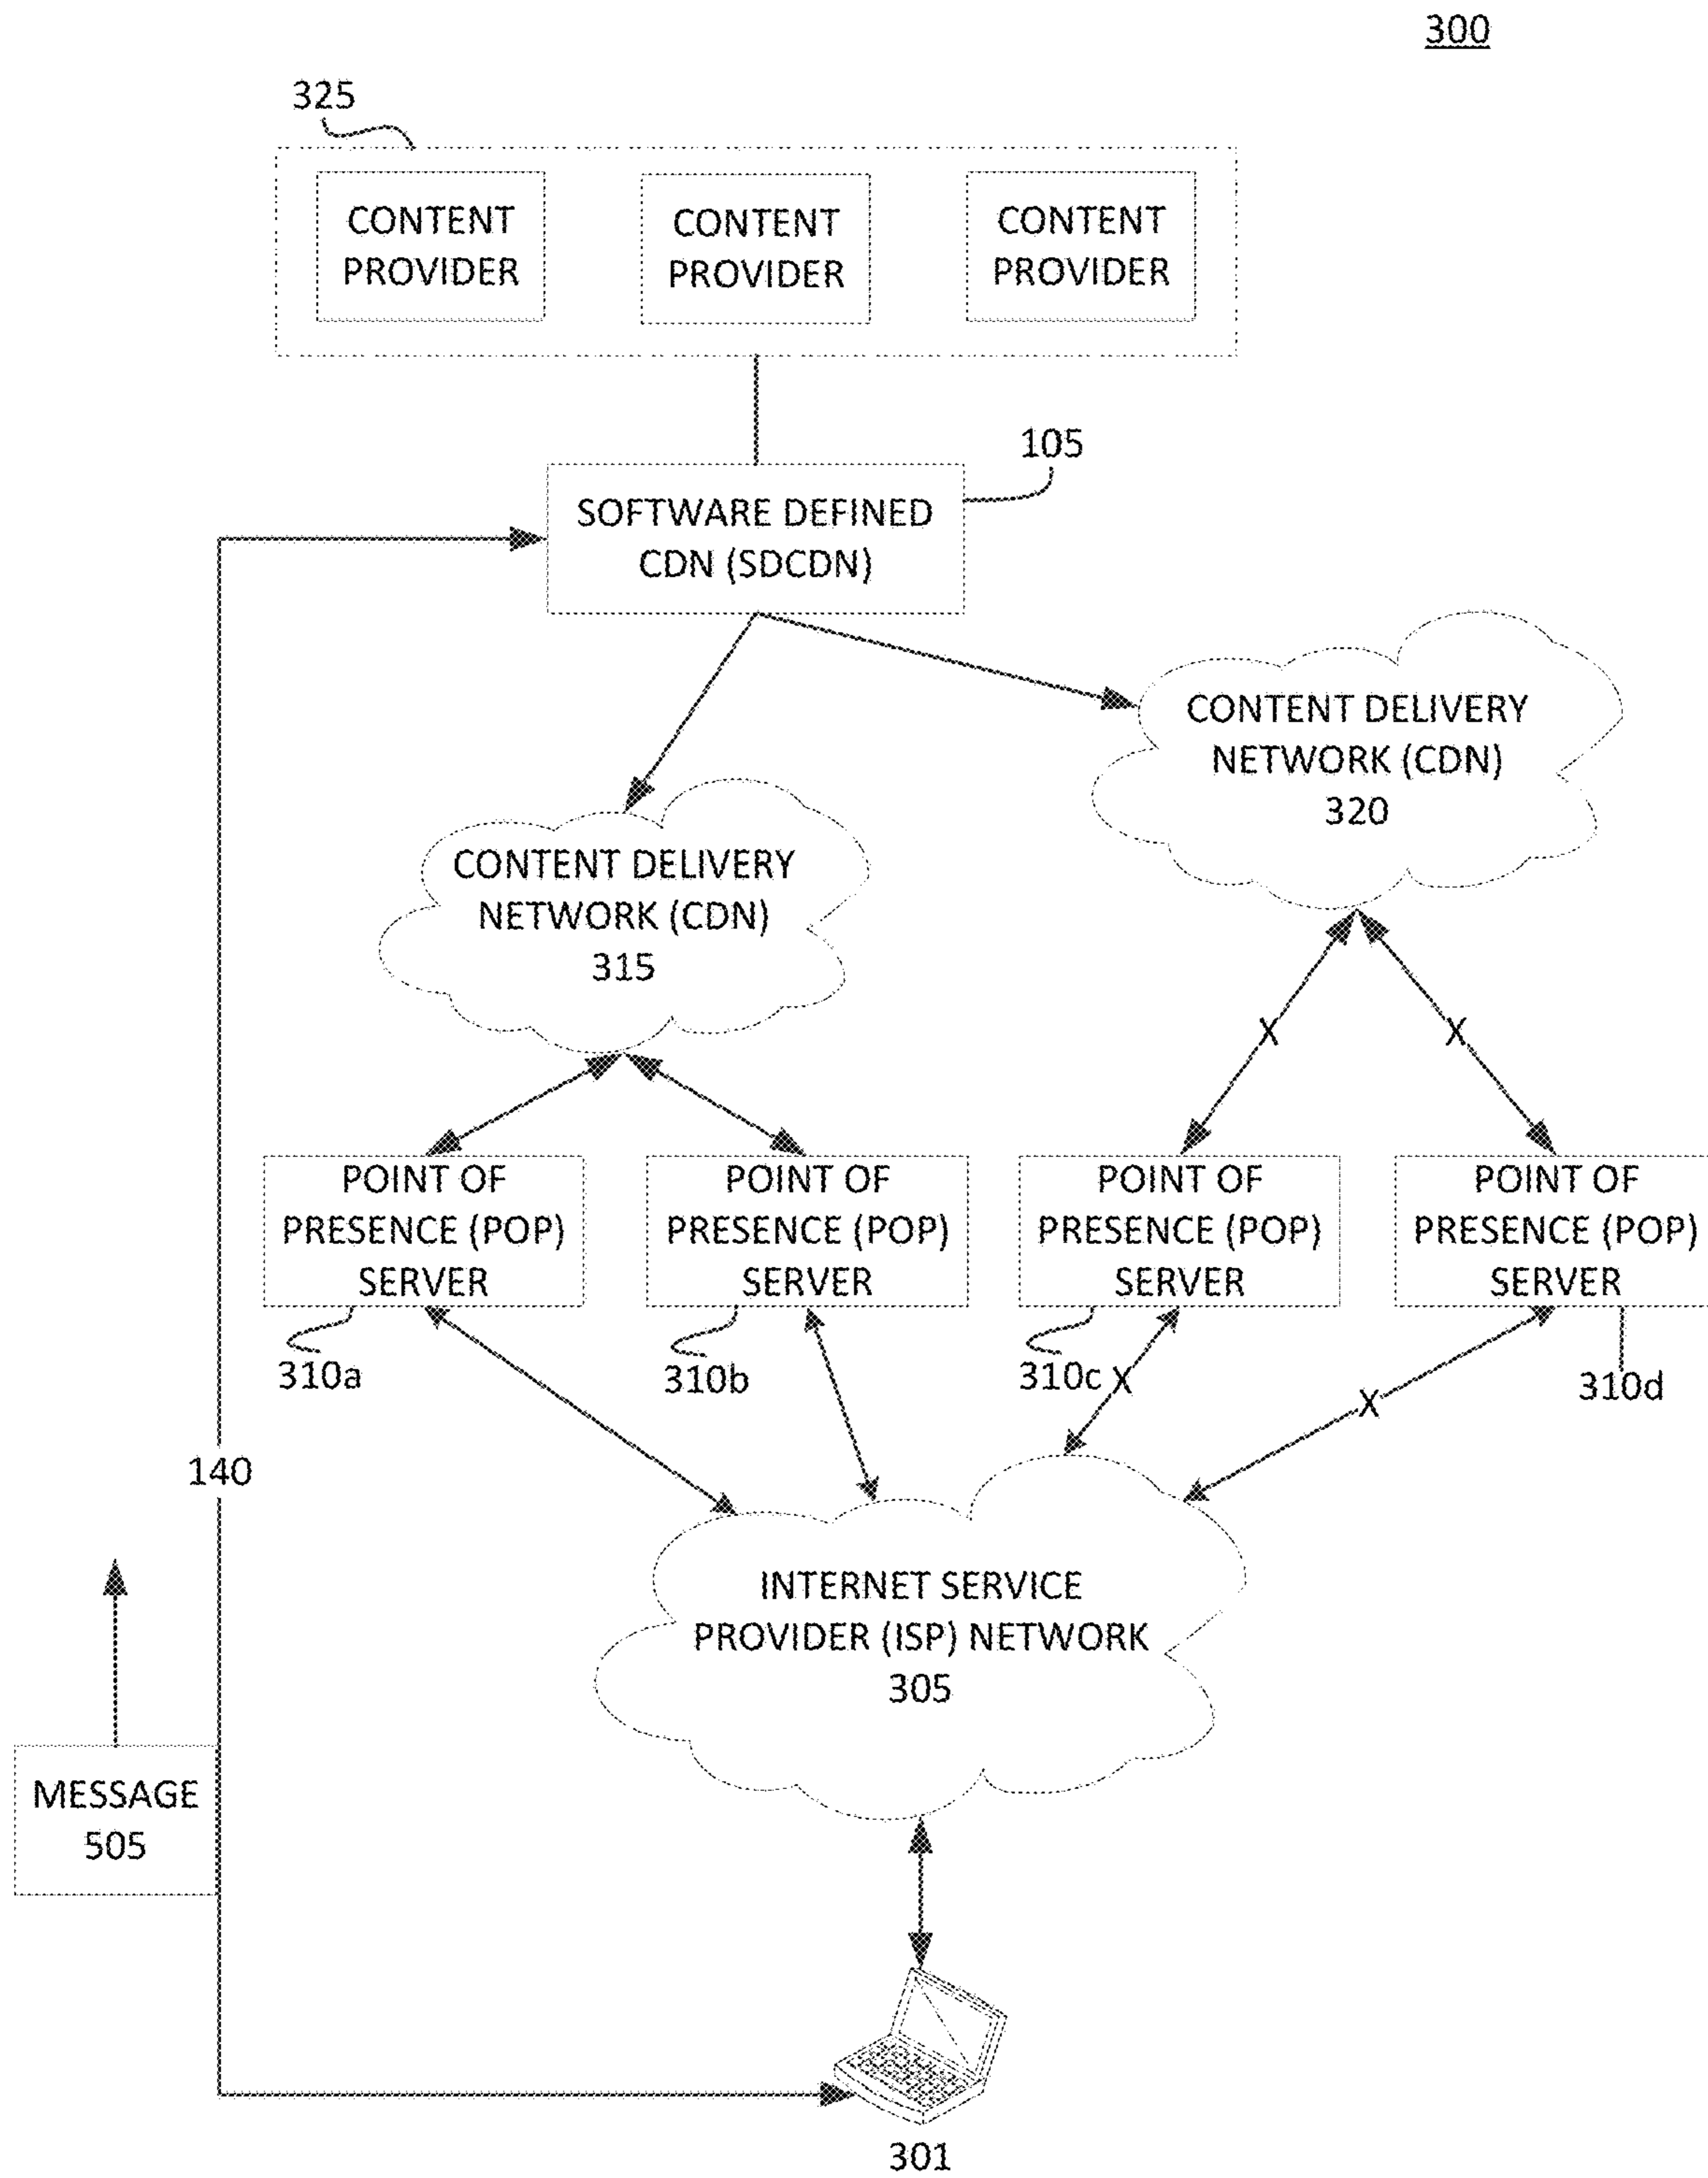 300
325
CONTENT
PROVIDER
CONTENT
PROVIDER
CONTENT
PROVIDER
105
SOFTWARE DEFINED
CDN (SDCDN)
CONTENT DELIVERY
NETWORK (CDN)
320
CONTENT DELIVERY
NETWORK (CDN)
315
X
X
POINT OF
PRESENCE (POP)
SERVER
POINT OF
PRESENCE (POP)
SERVER
POINT OF
PRESENCE (POP)
SERVER
POINT OF
PRESENCE (POP)
SERVER
310a
310b
310c
X
X
310d
140
INTERNET SERVICE
PROVIDER (ISP) NETWORK
305
MESSAGE
505
301